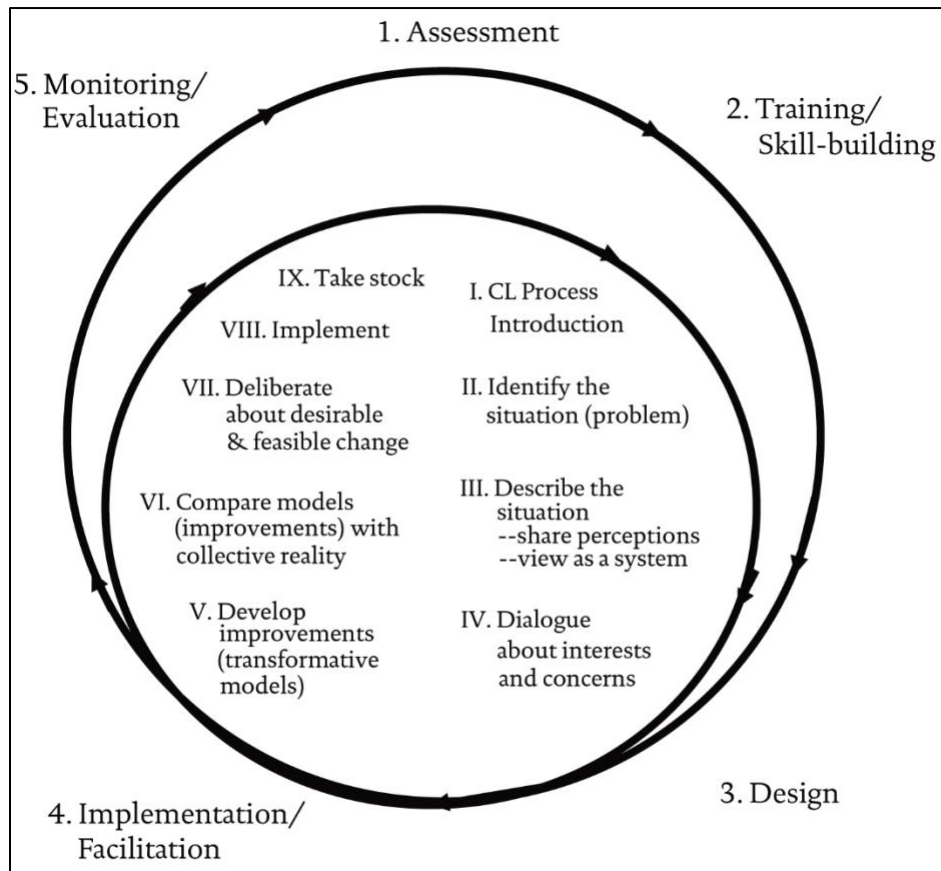 1. Assessment
2. Training/
Skill-building
3. Design
4. Implementation/
Facilitation
5. Monitoring/
Evaluation
I. CL Process
Introduction
II. Identify the
situation (problem)
III. Describe the
situation
--share perceptions
--view as a system
IV. Dialogue
about interests
and concerns
V. Develop
improvements
(transformative
models)
VI. Compare models
(improvements) with
collective reality
VII. Deliberate
about desirable
& feasible change
VIII. Implement
IX. Take stock